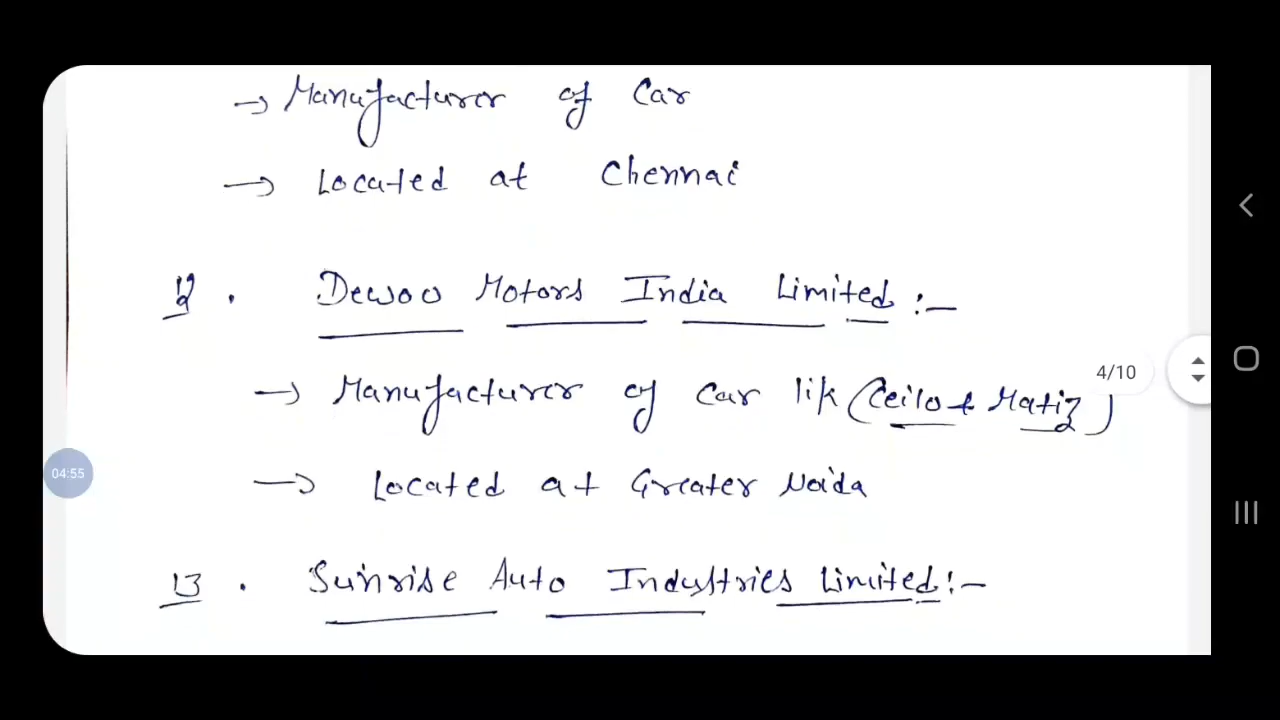 → Manufacturer of Car
→ Located at Chennai
12. Dewoo Motors India Limited :-
→ Manufacturer of Car lik (Ceilo + Matiz)
4/10
04:55
→ Located at Greater Noida
13. Sunrise Auto Industries Limited :-